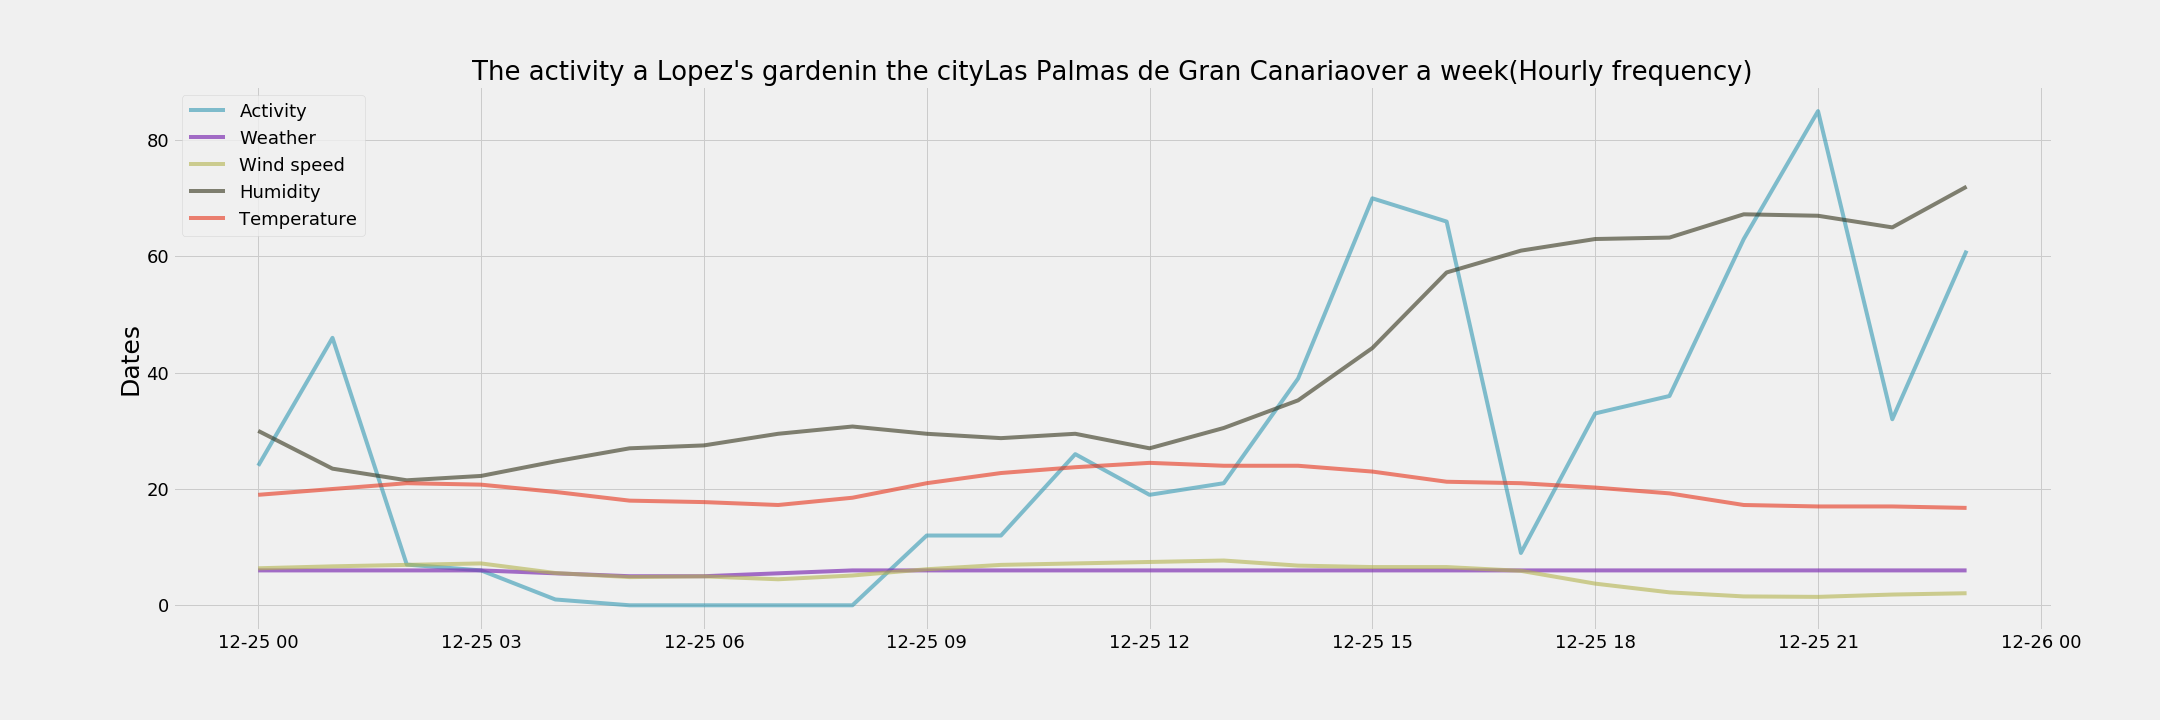 The activity a Lopez's gardenin the cityLas Palmas de Gran Canariaover a week(Hourly frequency)
Activity
Weather
Wind speed
Humidity
Temperature
Dates
80
60
40
20
0
12-25 00
12-25 03
12-25 06
12-25 09
12-25 12
12-25 15
12-25 18
12-25 21
12-26 00